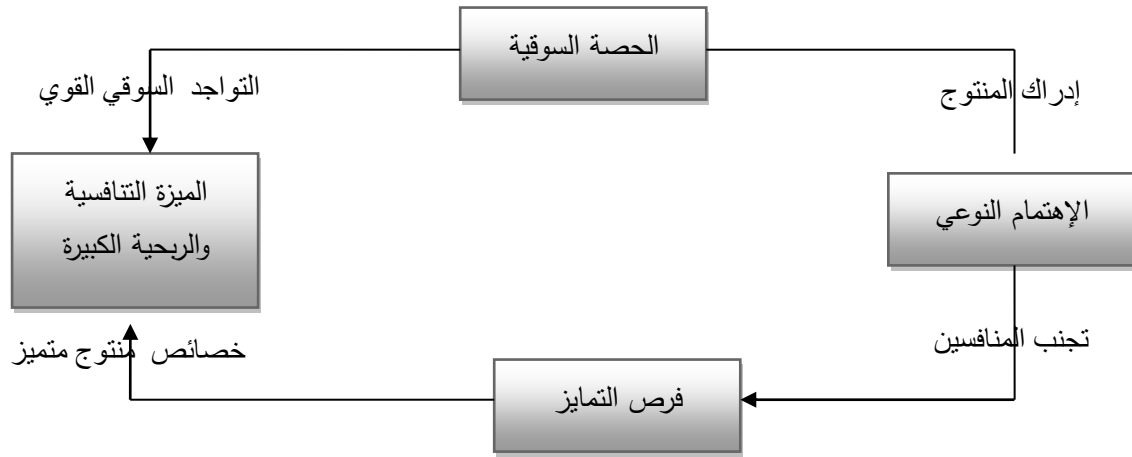 الحصة السوقية
إدراك المنتوج
التواجد السوقي القوي
الإهتمام النوعي
الميزة التنافسية
والربحية الكبيرة
تجنب المنافسين
خصائص منتوج متميز
فرص التمايز